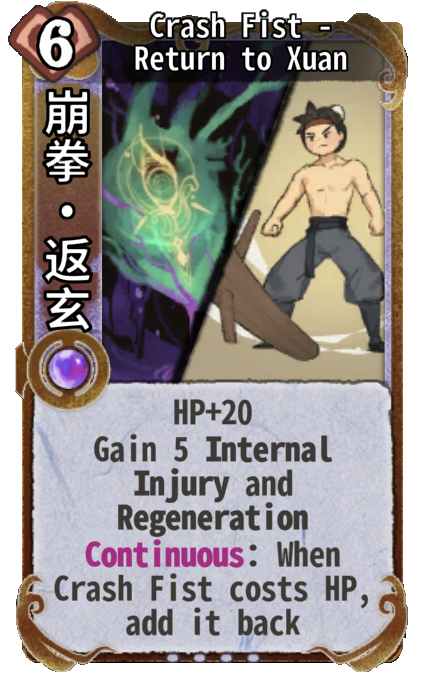 6
Crash Fist -
Return to Xuan
崩拳・返玄
HP+20
Gain 5 Internal
Injury and
Regeneration
Continuous: When
Crash Fist costs HP,
add it back